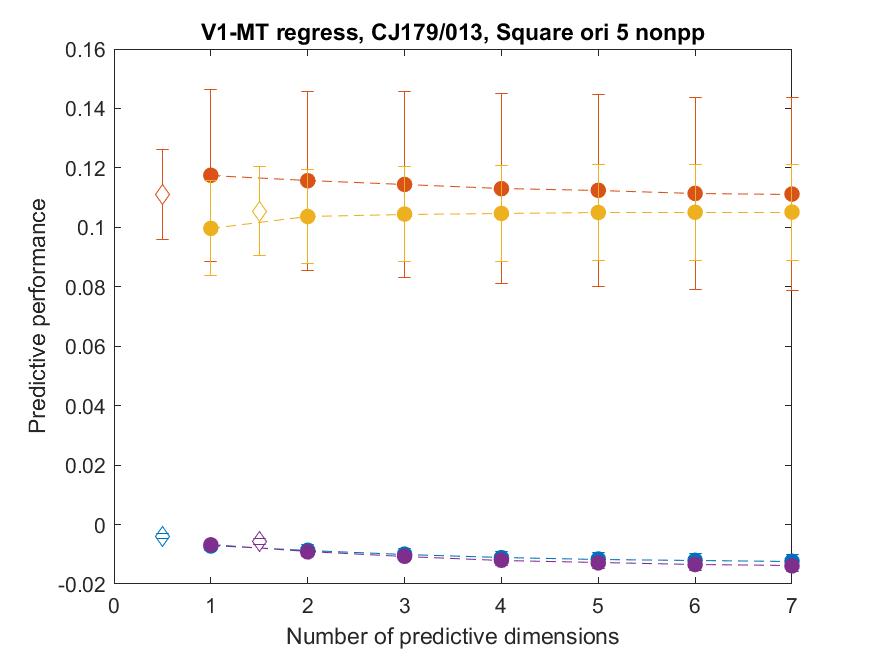 V1-MT regress, CJ179/013, Square ori 5 nonpp
0.16
0.14
0.12
0.1
0.08
0.06
0.04
0.02
0
-0.02
Predictive performance
0 1 2 3 4 5 6 7
Number of predictive dimensions